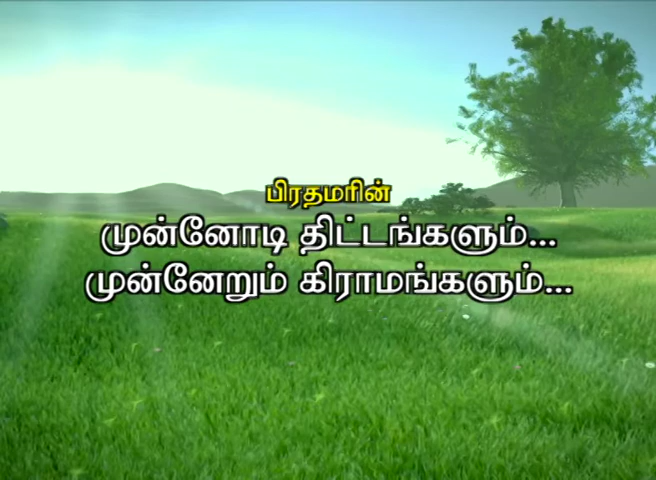 பிரதமரின்
முன்னோடி திட்டங்களும்...
முன்னேறும் கிராமங்களும்...